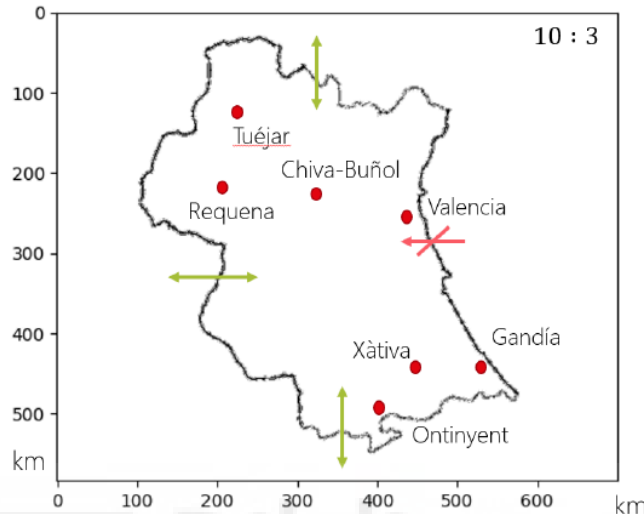 0
10 : 3
100
Tuéjar
Chiva-Buñol
200
Requena
Valencia
300
Gandía
Xàtiva
400
500
Ontinyent
km
0 100 200 300 400 500 600 km